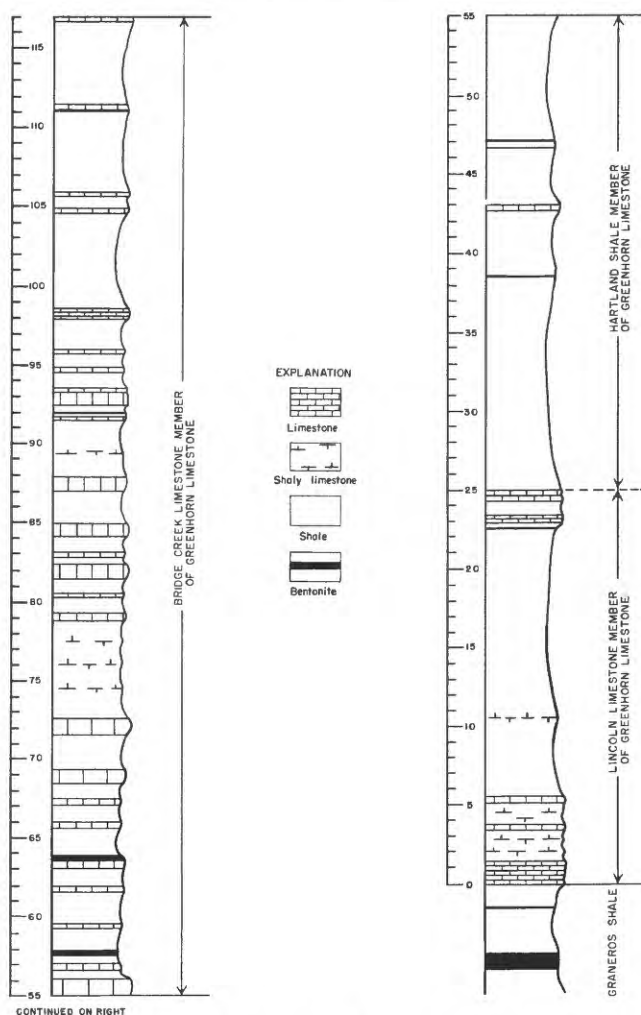 115
110
105
100
95
90
85
80
75
70
65
60
55
BRIDGE CREEK LIMESTONE MEMBER
OF GREENHORN LIMESTONE
CONTINUED ON RIGHT
EXPLANATION
Limestone
Shaly limestone
Shale
Bentonite
55
50
45
40
35
30
25
20
15
10
5
0
HARTLAND SHALE MEMBER
OF GREENHORN LIMESTONE
LINCOLN LIMESTONE MEMBER
OF GREENHORN LIMESTONE
GRANEROS SHALE